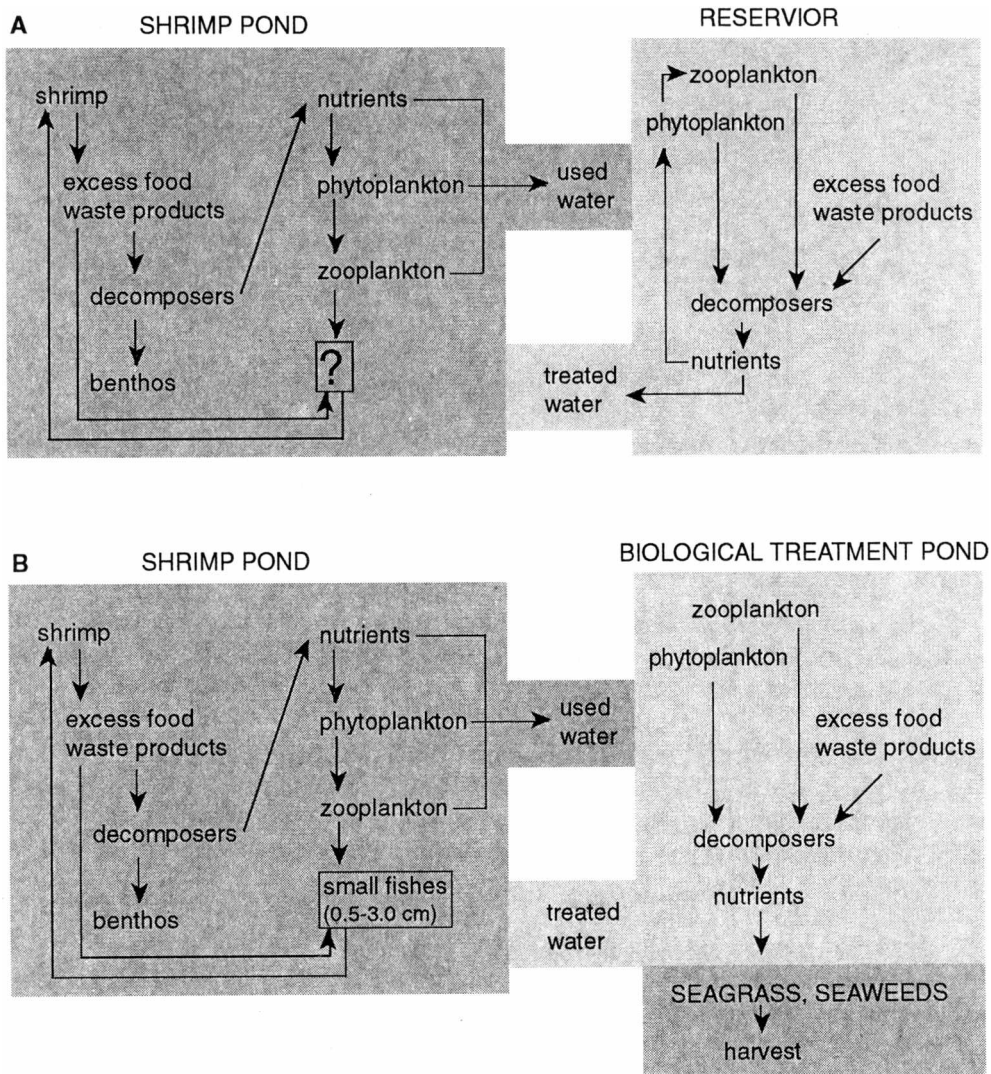 A
SHRIMP POND
RESERVIOR
shrimp
excess food
waste products
decomposers
benthos
nutrients
phytoplankton
zooplankton
?
used
water
treated
water
zooplankton
phytoplankton
excess food
waste products
decomposers
nutrients
B
SHRIMP POND
BIOLOGICAL TREATMENT POND
shrimp
excess food
waste products
decomposers
benthos
nutrients
phytoplankton
zooplankton
small fishes
(0.5-3.0 cm)
used
water
treated
water
zooplankton
phytoplankton
excess food
waste products
decomposers
nutrients
SEAGRASS, SEAWEEDS
harvest